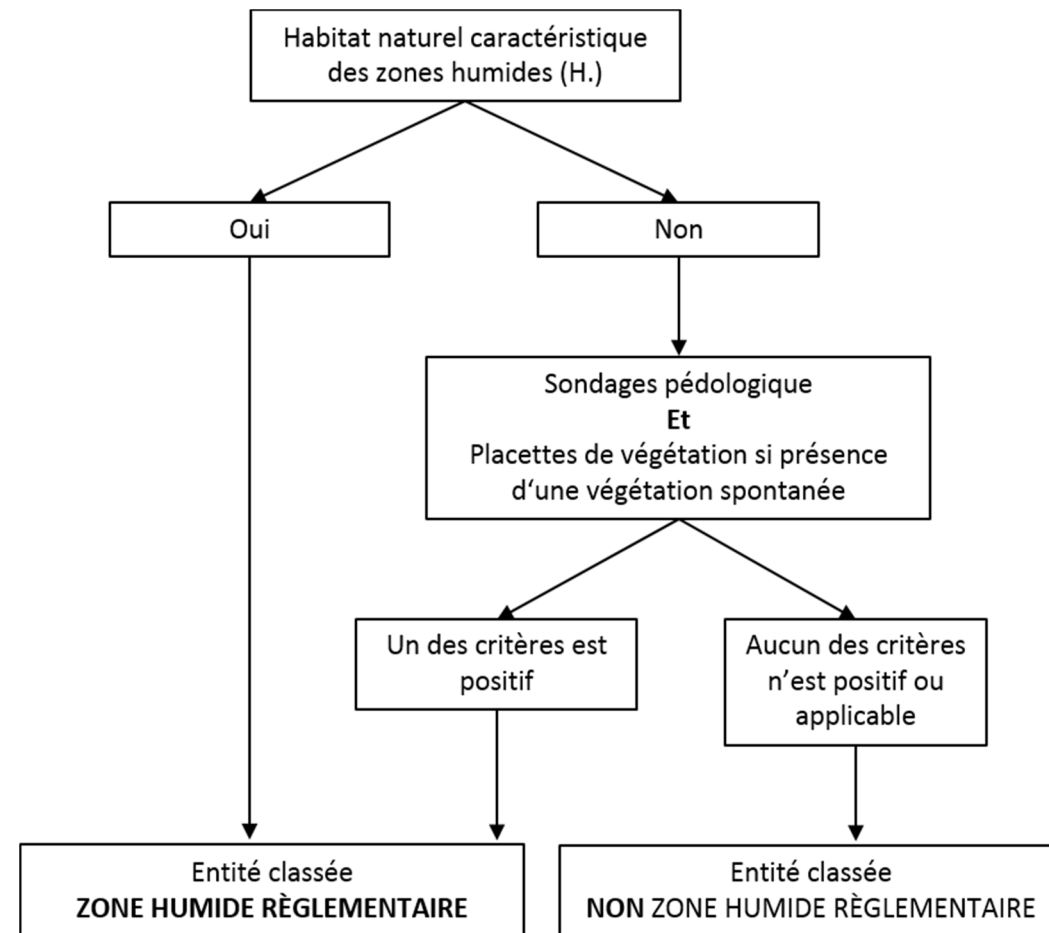 Habitat naturel caractéristique
des zones humides (H.)
Oui
Non
Sondages pédologique
Et
Placettes de végétation si présence
d‘une végétation spontanée
Un des critères est
positif
Aucun des critères
n’est positif ou
applicable
Entité classée
ZONE HUMIDE RÈGLEMENTAIRE
Entité classée
NON ZONE HUMIDE RÈGLEMENTAIRE